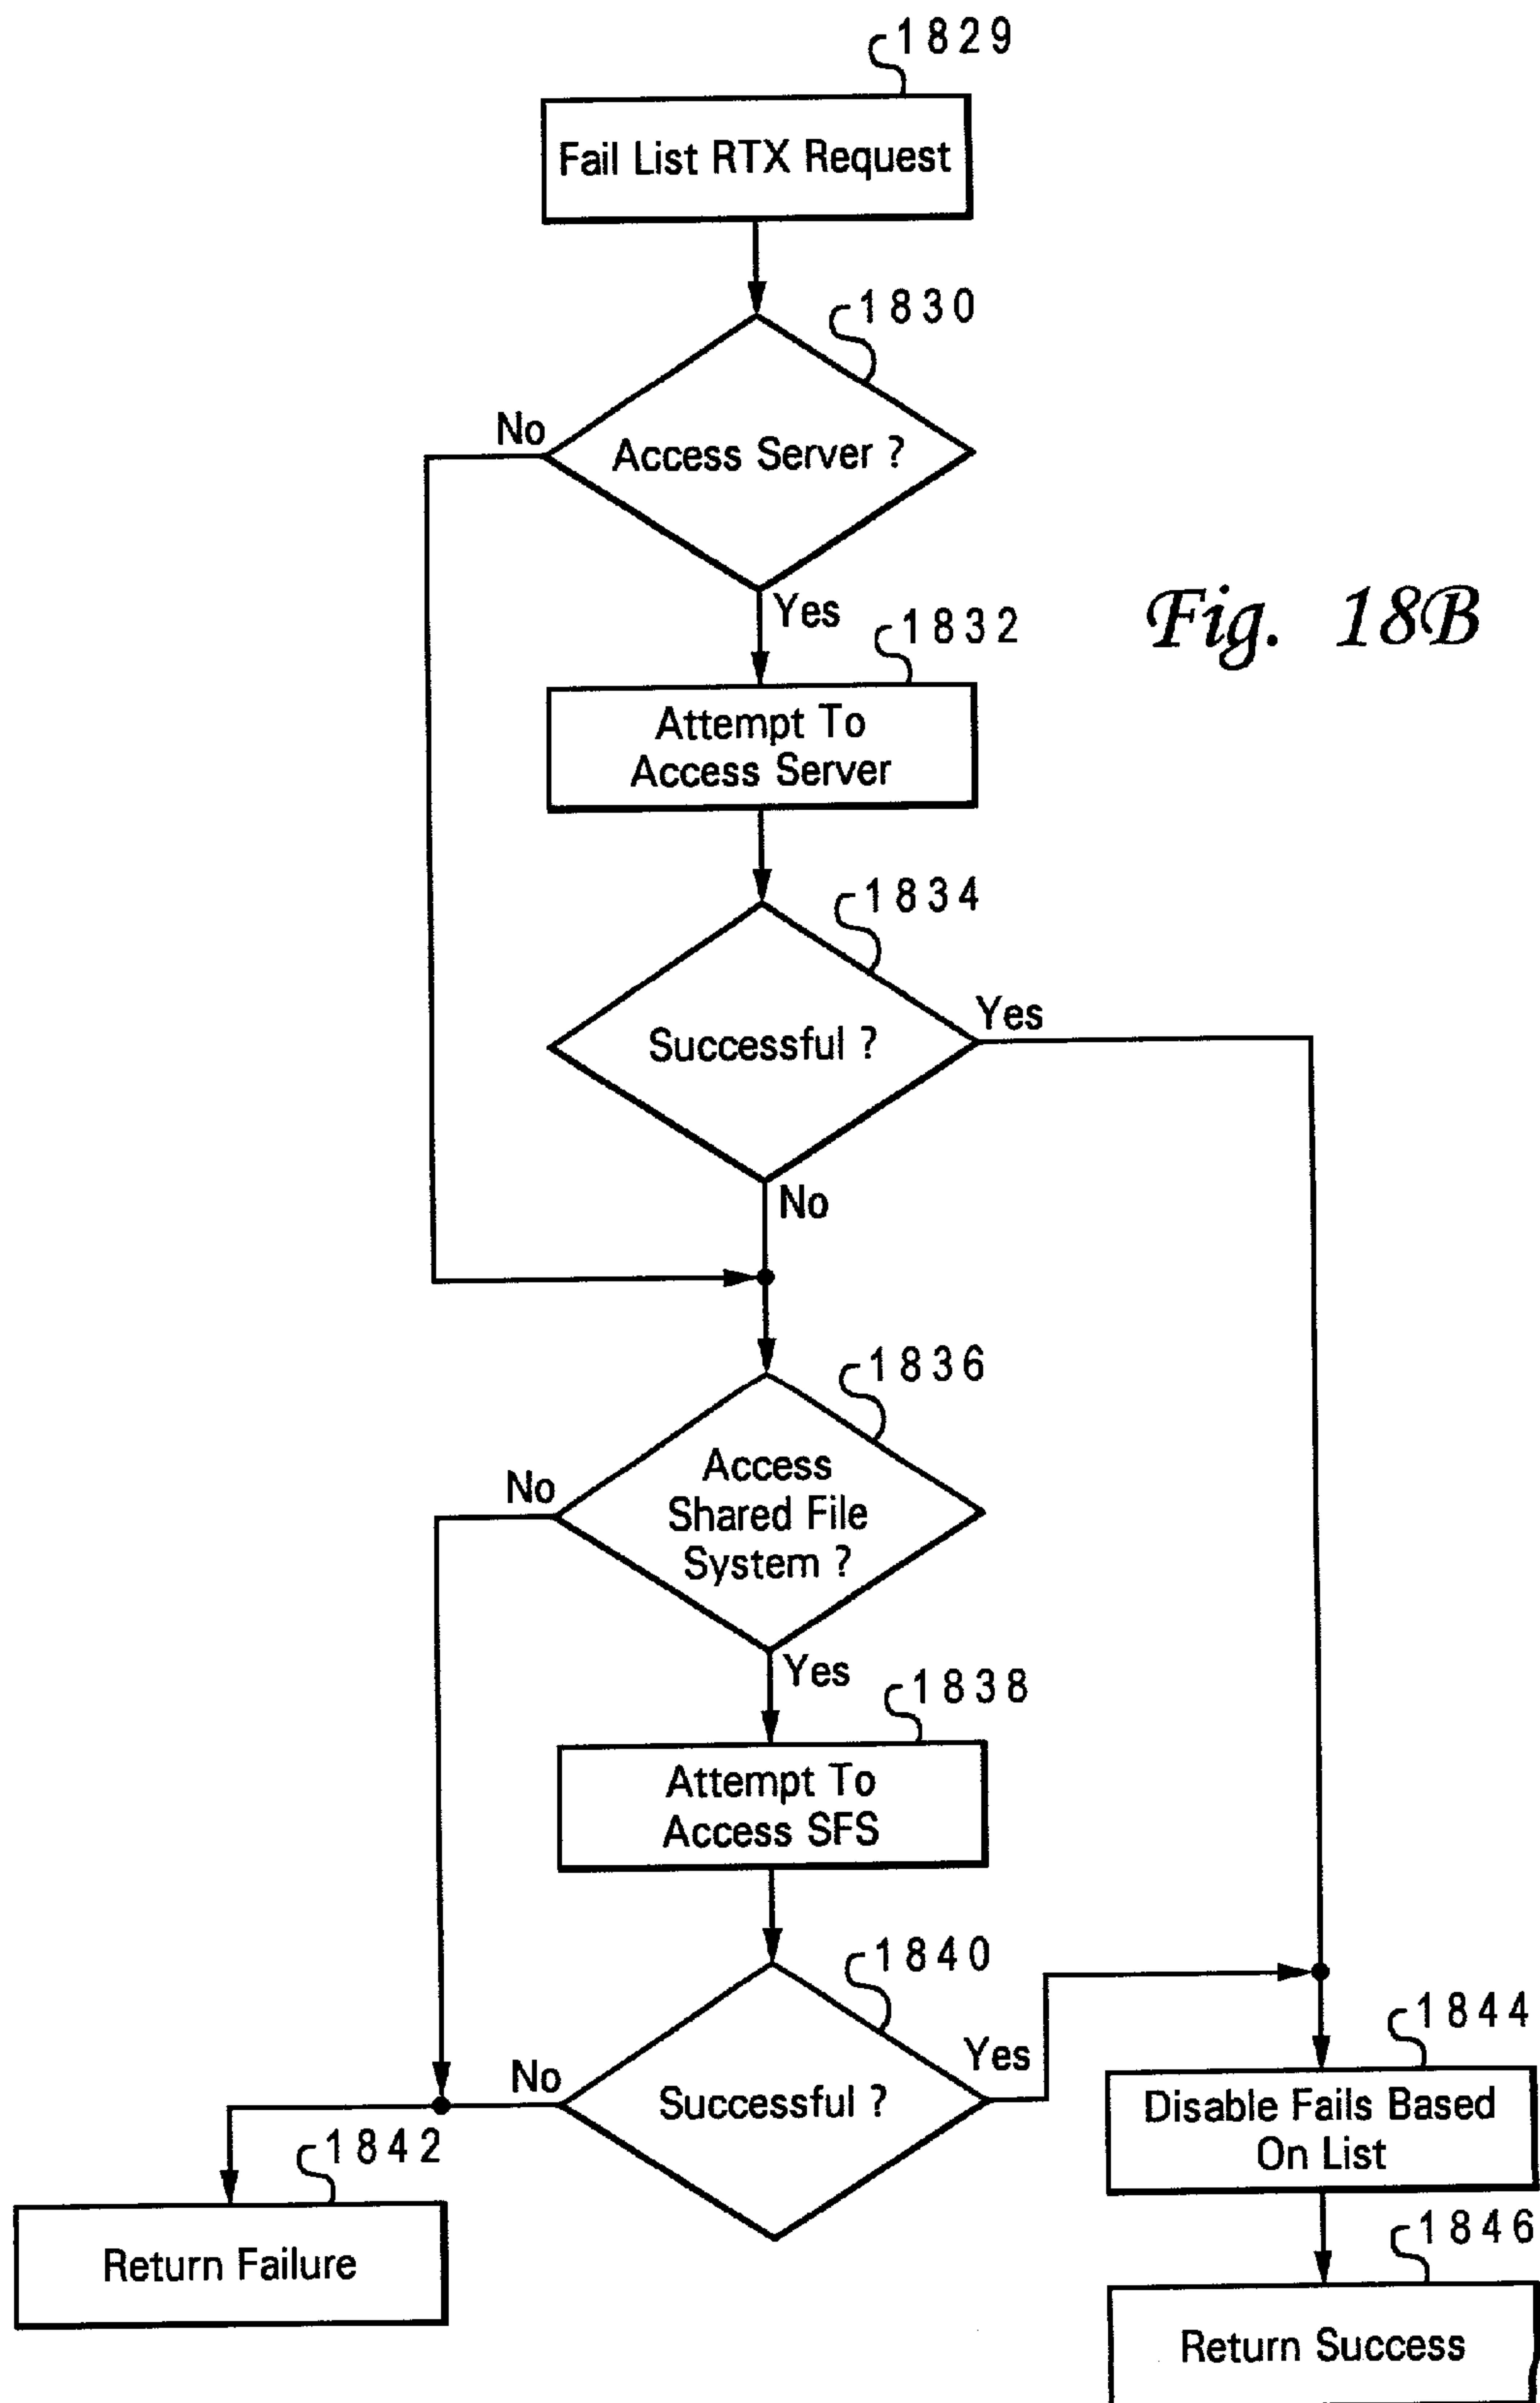 1829
Fail List RTX Request
1830
No
Access Server ?
Yes
Fig. 18B
1832
Attempt To
Access Server
1834
Yes
Successful ?
No
1836
No
Access
Shared File
System ?
Yes
1838
Attempt To
Access SFS
1840
No
Yes
Successful ?
1844
Disable Fails Based
On List
1842
Return Failure
1846
Return Success